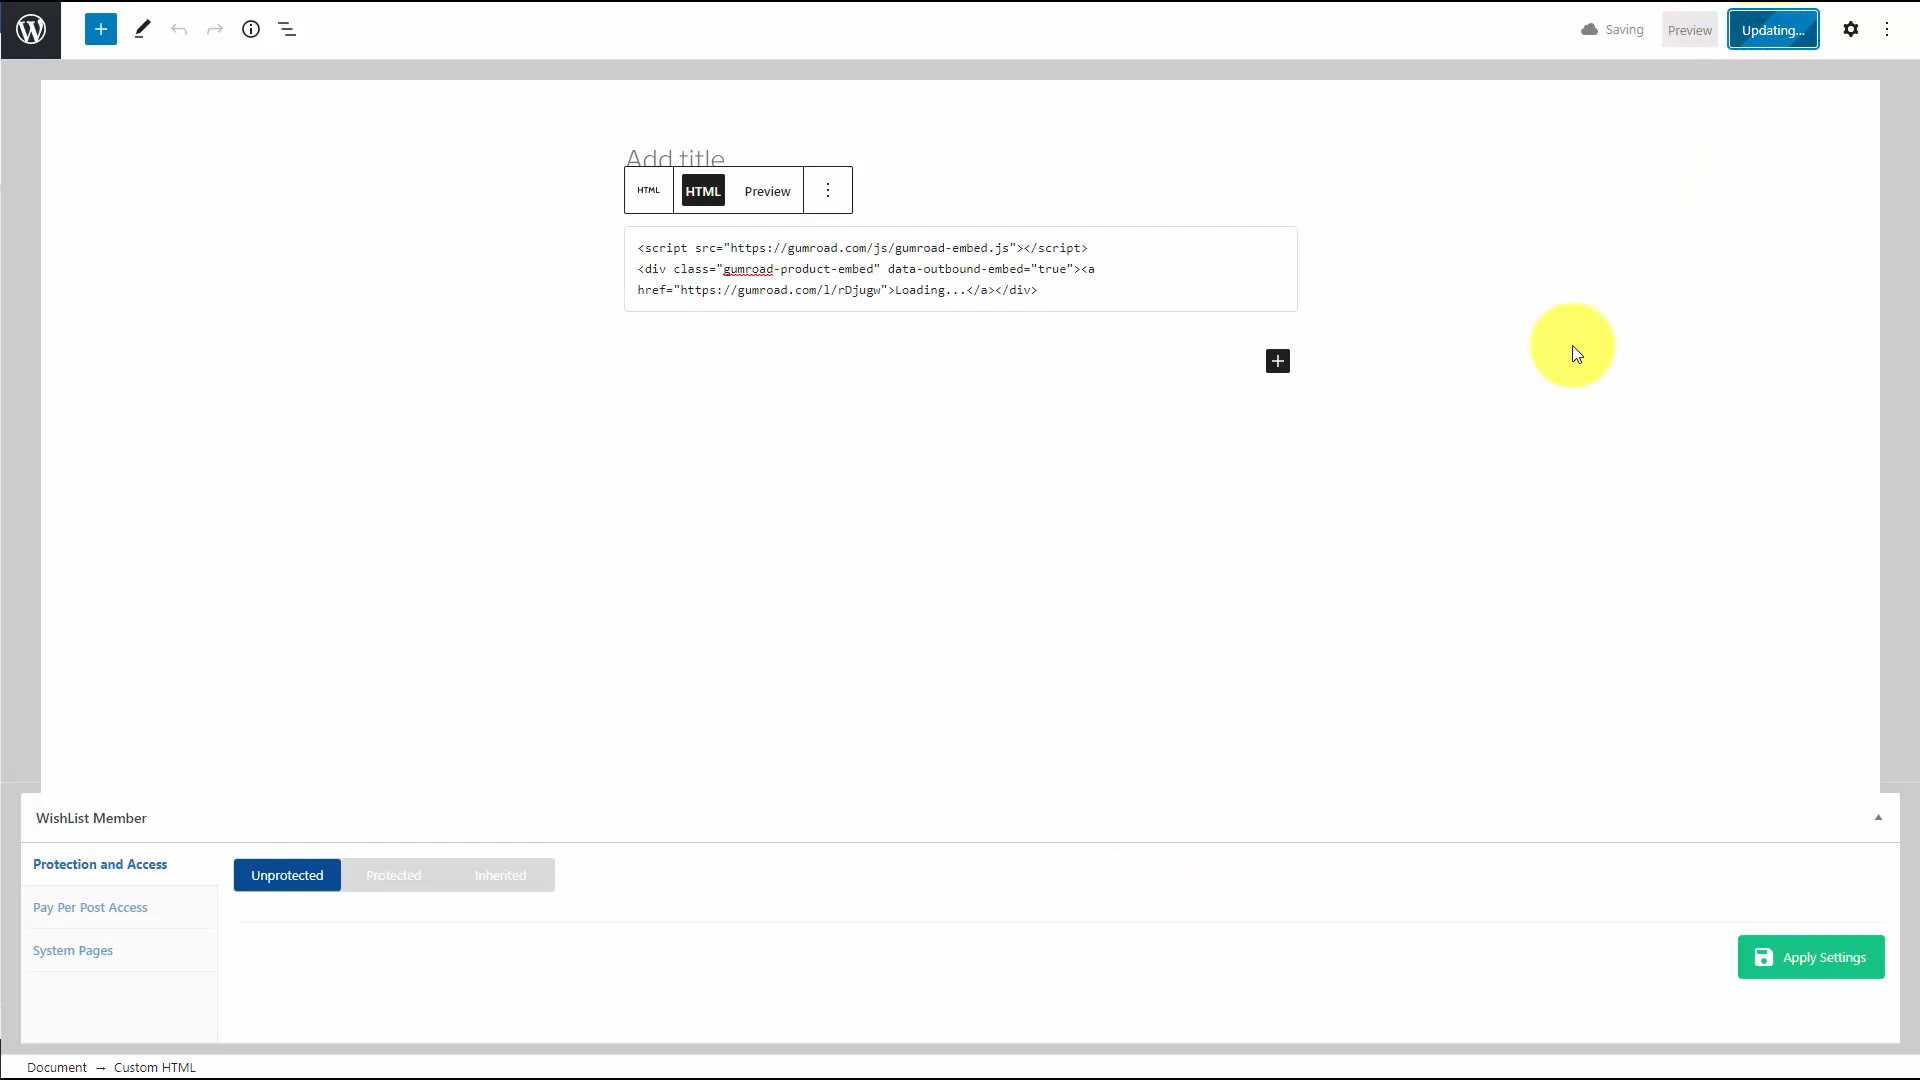 Saving
Preview
Updating...
Add title
HTML
HTML
Preview
<script src="https://gumroad.com/js/gumroad-embed.js"></script>
<div class="gumroad-product-embed" data-outbound-embed="true"><a
href="https://gumroad.com/l/rDjugw">Loading...</a></div>
WishList Member
Protection and Access
Unprotected
Protected
Inherited
Pay Per Post Access
System Pages
Apply Settings
Document → Custom HTML